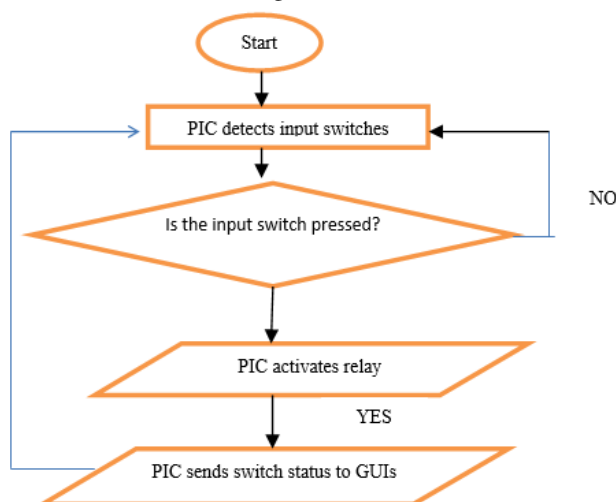 Start
PIC detects input switches
Is the input switch pressed?
NO
PIC activates relay
YES
PIC sends switch status to GUIs